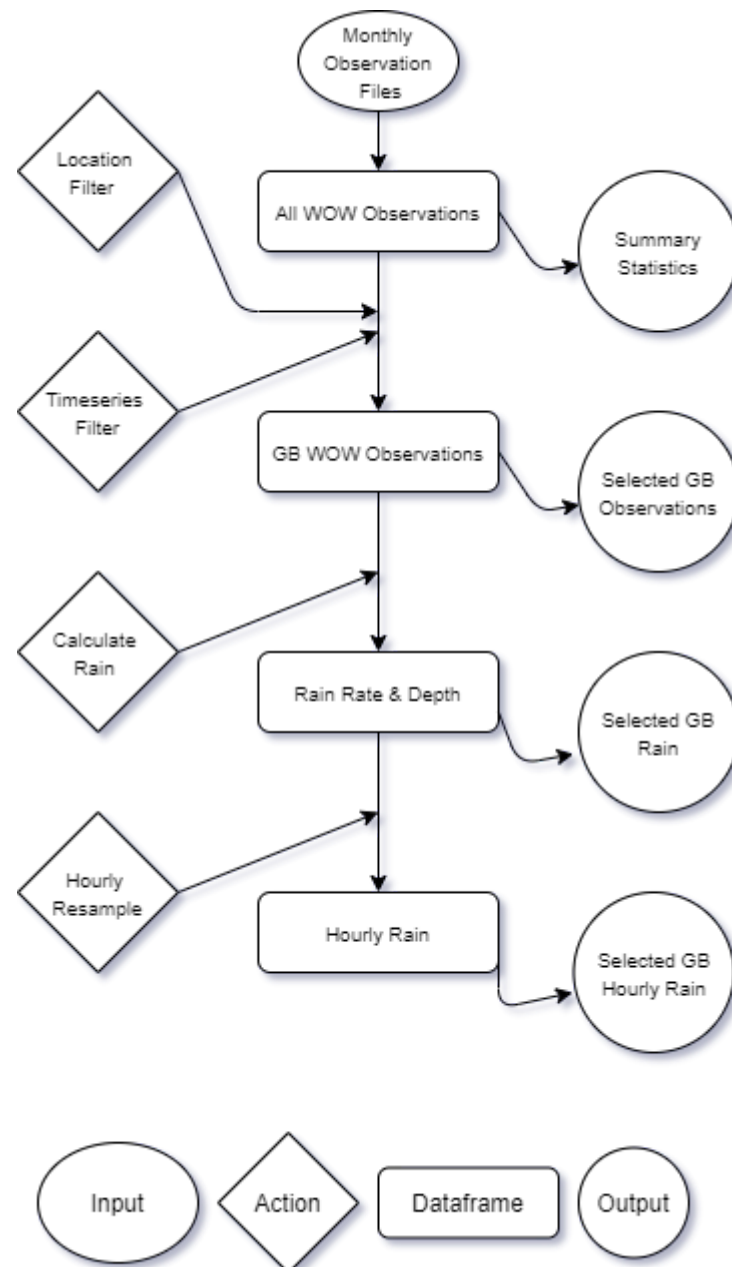 Monthly
Observation
Files
Location
Filter
All WOW Observations
Summary
Statistics
Timeseries
Filter
GB WOW Observations
Selected GB
Observations
Calculate
Rain
Rain Rate & Depth
Selected GB
Rain
Hourly
Resample
Hourly Rain
Selected GB
Hourly Rain
Input
Action
Dataframe
Output